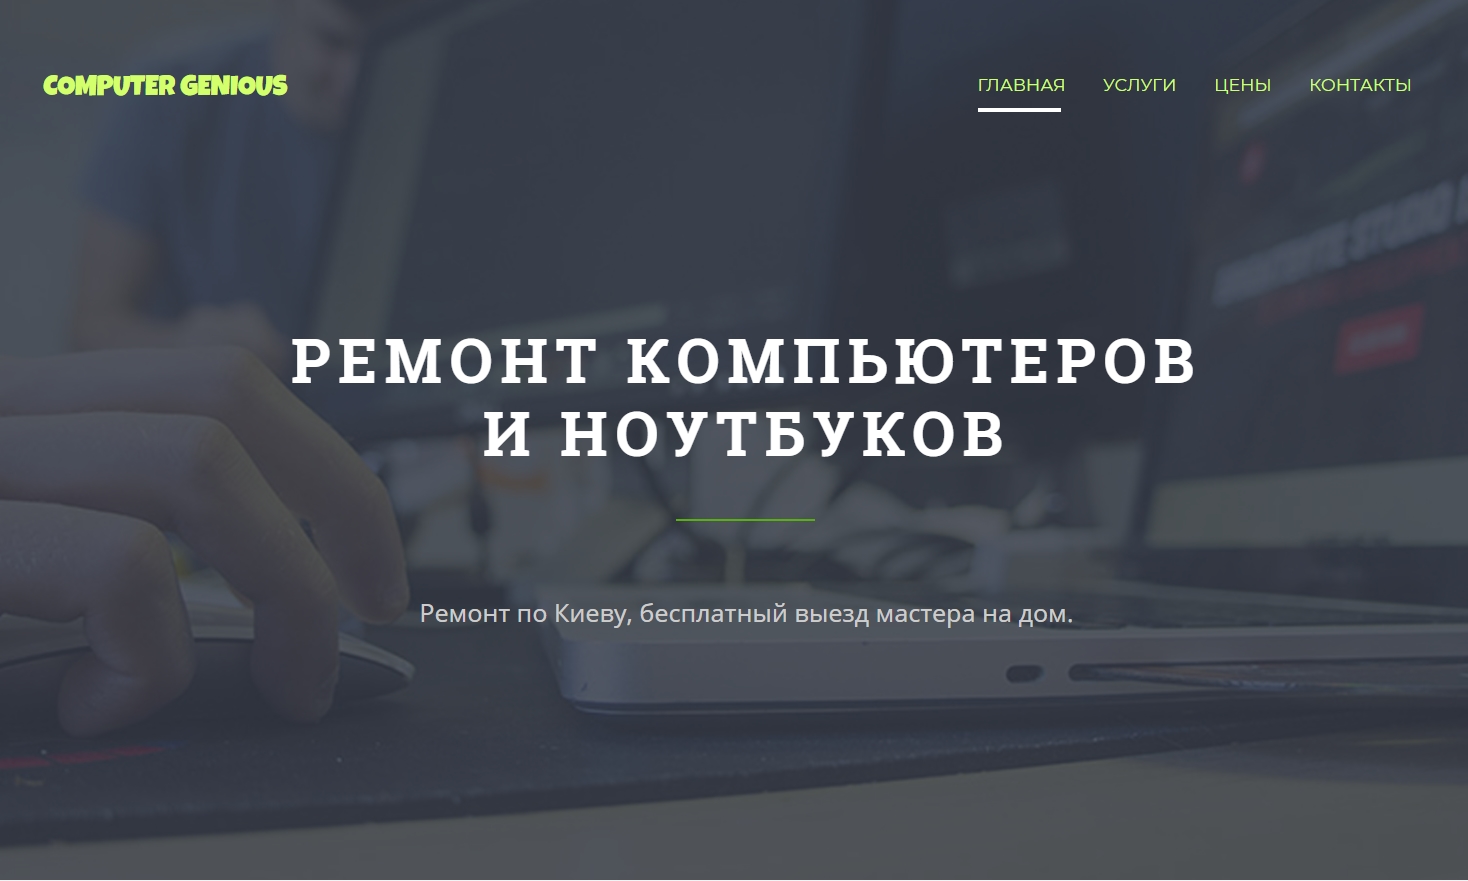 COMPUTER GENIOUS
ГЛАВНАЯ УСЛУГИ ЦЕНЫ КОНТАКТЫ
РЕМОНТ КОМПЬЮТЕРОВ
И НОУТБУКОВ
Ремонт по Киеву, бесплатный выезд мастера на дом.